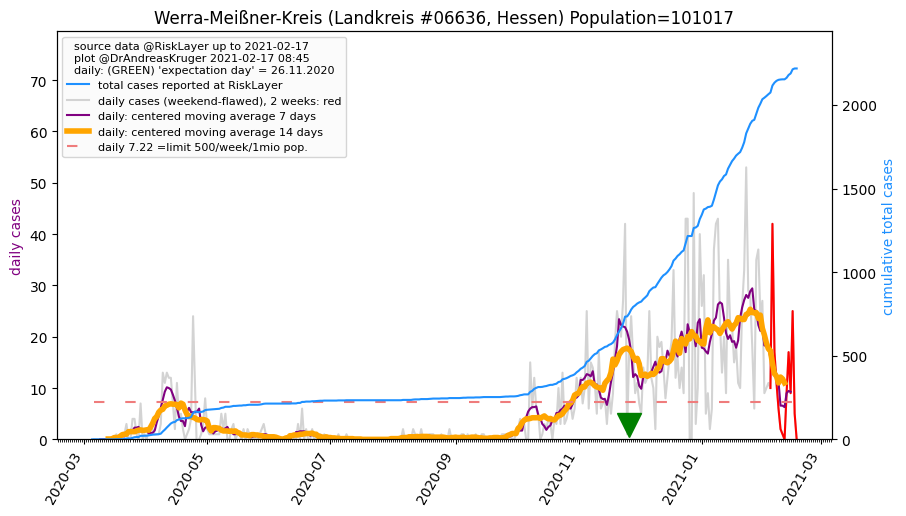 Werra-Meißner-Kreis (Landkreis #06636, Hessen) Population=101017
source data @RiskLayer up to 2021-02-17
plot @DrAndreasKruger 2021-02-17 08:45
daily: (GREEN) 'expectation day' = 26.11.2020
total cases reported at RiskLayer
daily cases (weekend-flawed), 2 weeks: red
daily: centered moving average 7 days
daily: centered moving average 14 days
daily 7.22 =limit 500/week/1mio pop.
daily cases
70
60
50
40
30
20
10
0
cumulative total cases
2000
1500
1000
500
0
2020-03
2020-05
2020-07
2020-09
2020-11
2021-01
2021-03